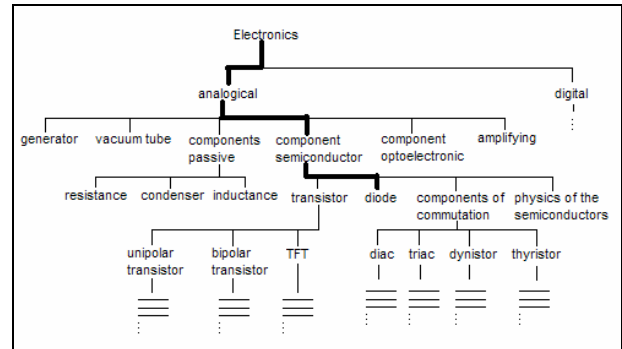 Electronics
analogical
digital
generator
vacuum tube
components
passive
component
semiconductor
component
optoelectronic
amplifying
resistance
condenser
inductance
transistor
diode
components of
commutation
physics of the
semiconductors
unipolar
transistor
bipolar
transistor
TFT
diac
triac
dynistor
thyristor